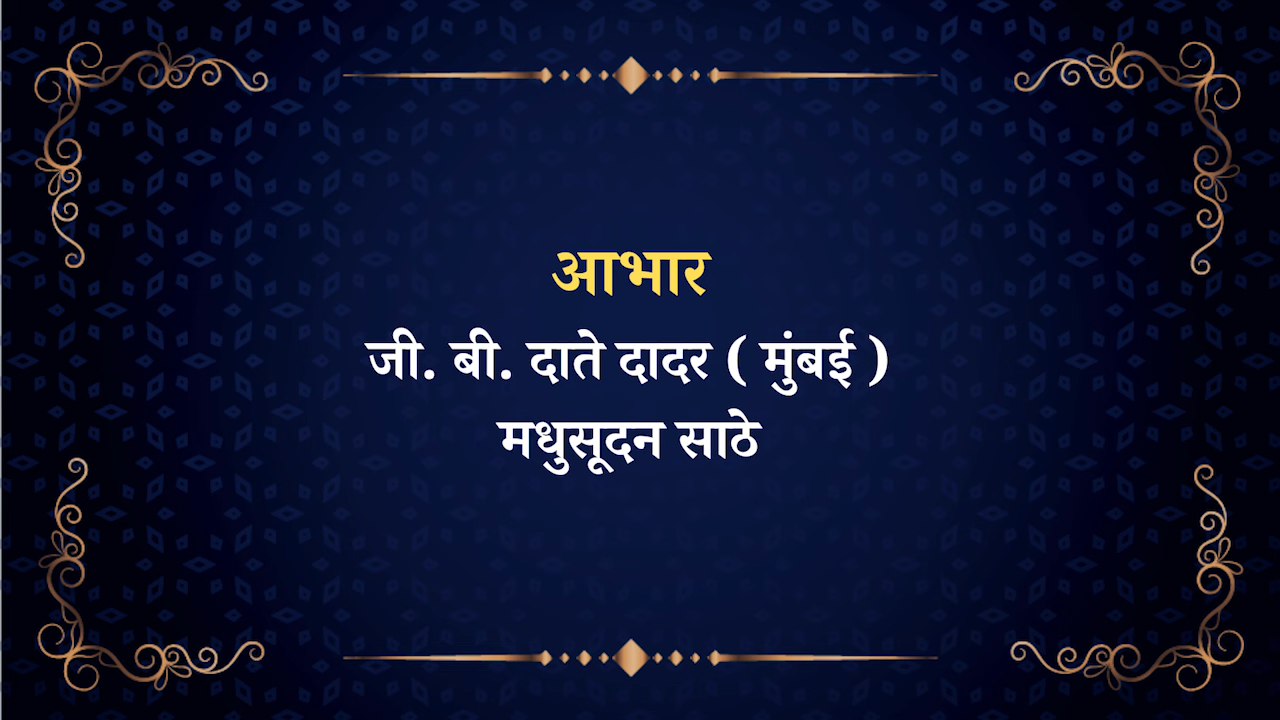 आभार
जी. बी. दाते दादर ( मुंबई )
मधुसूदन साठे